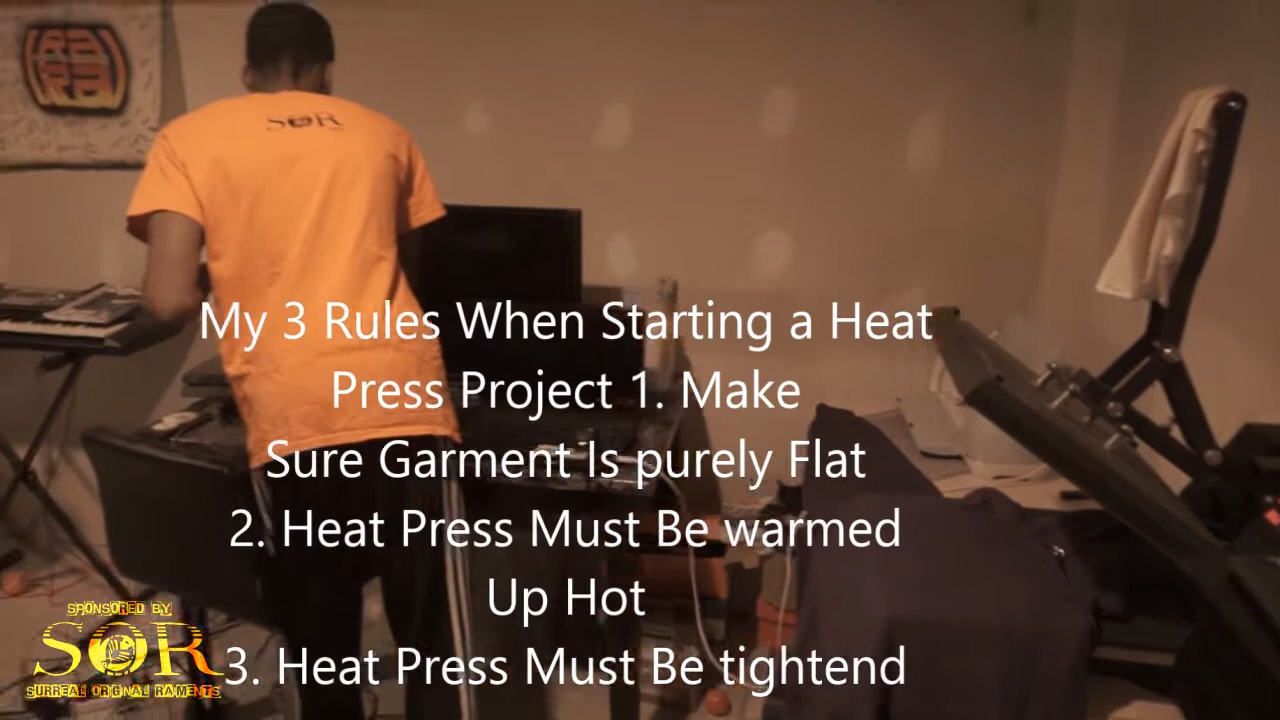 SOR
My 3 Rules When Starting a Heat
Press Project 1. Make
Sure Garment Is purely Flat
2. Heat Press Must Be warmed
Up Hot
3. Heat Press Must Be tightend
SPONSORED BY
SOR
SURREAL ORIGINAL RAIMENTS